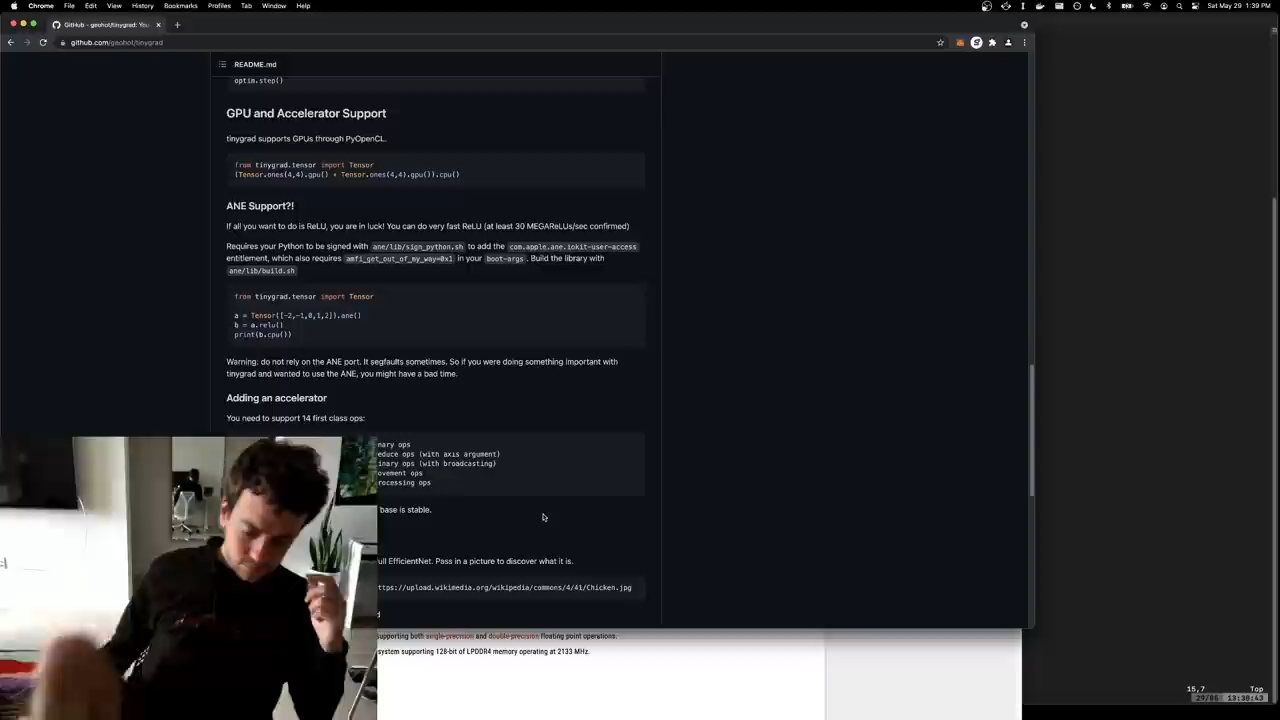 Chrome File Edit View History Bookmarks Profiles Tab Window Help
Sat May 29 1:39 PM
GitHub - geohot/tinygrad: You
github.com/geohot/tinygrad
README.md
optim.step()
GPU and Accelerator Support
tinygrad supports GPUs through PyOpenCL.
from tinygrad.tensor import Tensor
(Tensor.ones(4,4).gpu() + Tensor.ones(4,4).gpu()).cpu()
ANE Support?!
If all you want to do is ReLU, you are in luck! You can do very fast ReLU (at least 30 MEGAReLUs/sec confirmed)
Requires your Python to be signed with ane/lib/sign_python.sh to add the com.apple.ane.iokit-user-access
entitlement, which also requires amfi_get_out_of_my_way=0x1 in your boot-args. Build the library with
ane/lib/build.sh
from tinygrad.tensor import Tensor
a = Tensor([-2,-1,0,1,2]).ane()
b = a.relu()
print(b.cpu())
Warning: do not rely on the ANE port. It segfaults sometimes. So if you were doing something important with
tinygrad and wanted to use the ANE, you might have a bad time.
Adding an accelerator
You need to support 14 first class ops:
nary ops
educe ops (with axis argument)
inary ops (with broadcasting)
ovement ops
rocessing ops
base is stable.
ull EfficientNet. Pass in a picture to discover what it is.
ttps://upload.wikimedia.org/wikipedia/commons/4/41/Chicken.jpg
d
supporting both single-precision and double-precision floating point operations.
system supporting 128-bit of LPDDR4 memory operating at 2133 MHz.
15,7 Top
13:38:43